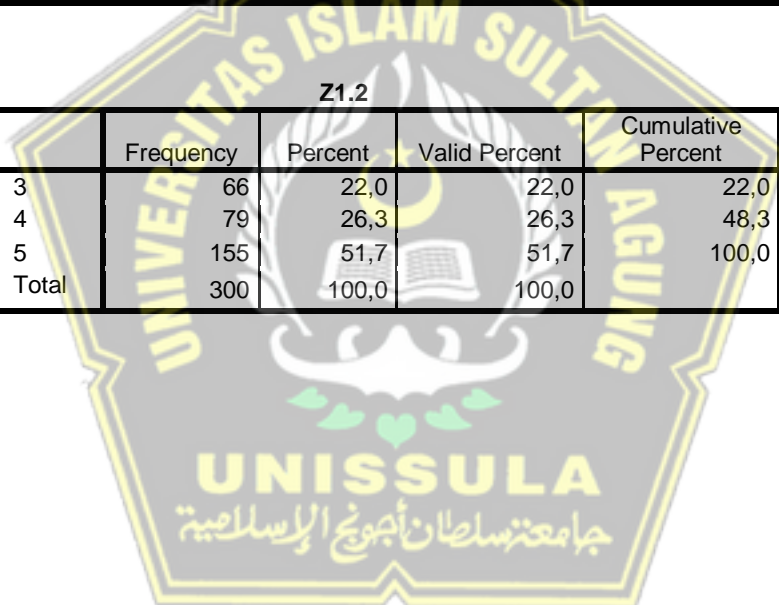 UNIVERSITAS ISLAM SULTAN AGUNG
Z1.2
Frequency Percent Valid Percent Cumulative Percent
3 66 22,0 22,0 22,0
4 79 26,3 26,3 48,3
5 155 51,7 51,7 100,0
Total 300 100,0 100,0
UNISSULA
جامعة سلطان أجونج الإسلامية